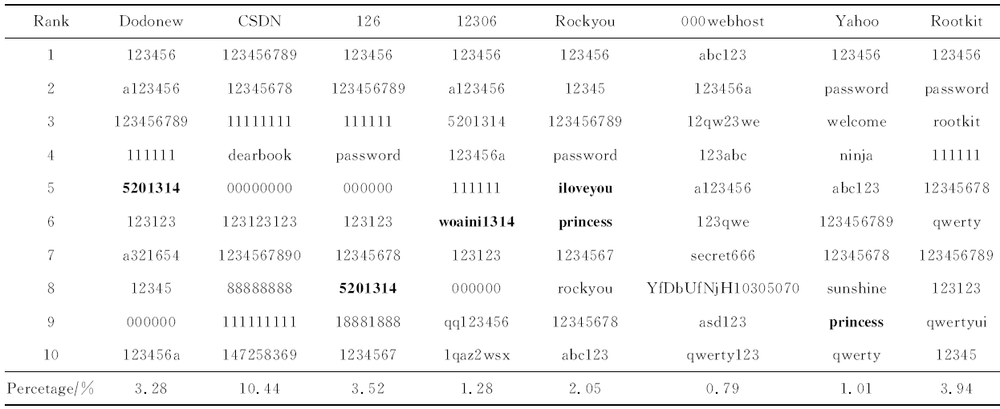 Rank Dodonew CSDN 126 12306 Rockyou 000webhost Yahoo Rootkit
1 123456 123456789 123456 123456 123456 abc123 123456 123456
2 a123456 12345678 123456789 a123456 12345 123456a password password
3 123456789 11111111 111111 5201314 123456789 12qw23we welcome rootkit
4 111111 dearbook password 123456a password 123abc ninja 111111
5 5201314 00000000 000000 111111 iloveyou a123456 abc123 12345678
6 123123 123123123 123123 woaini1314 princess 123qwe 123456789 qwerty
7 a321654 1234567890 12345678 123123 1234567 secret666 12345678 123456789
8 12345 88888888 5201314 000000 rockyou YfDbUfNjH10305070 sunshine 123123
9 000000 111111111 18881888 qq123456 12345678 asd123 princess qwertyui
10 123456a 147258369 1234567 1qaz2wsx abc123 qwerty123 qwerty 12345
Percetage/% 3.28 10.44 3.52 1.28 2.05 0.79 1.01 3.94